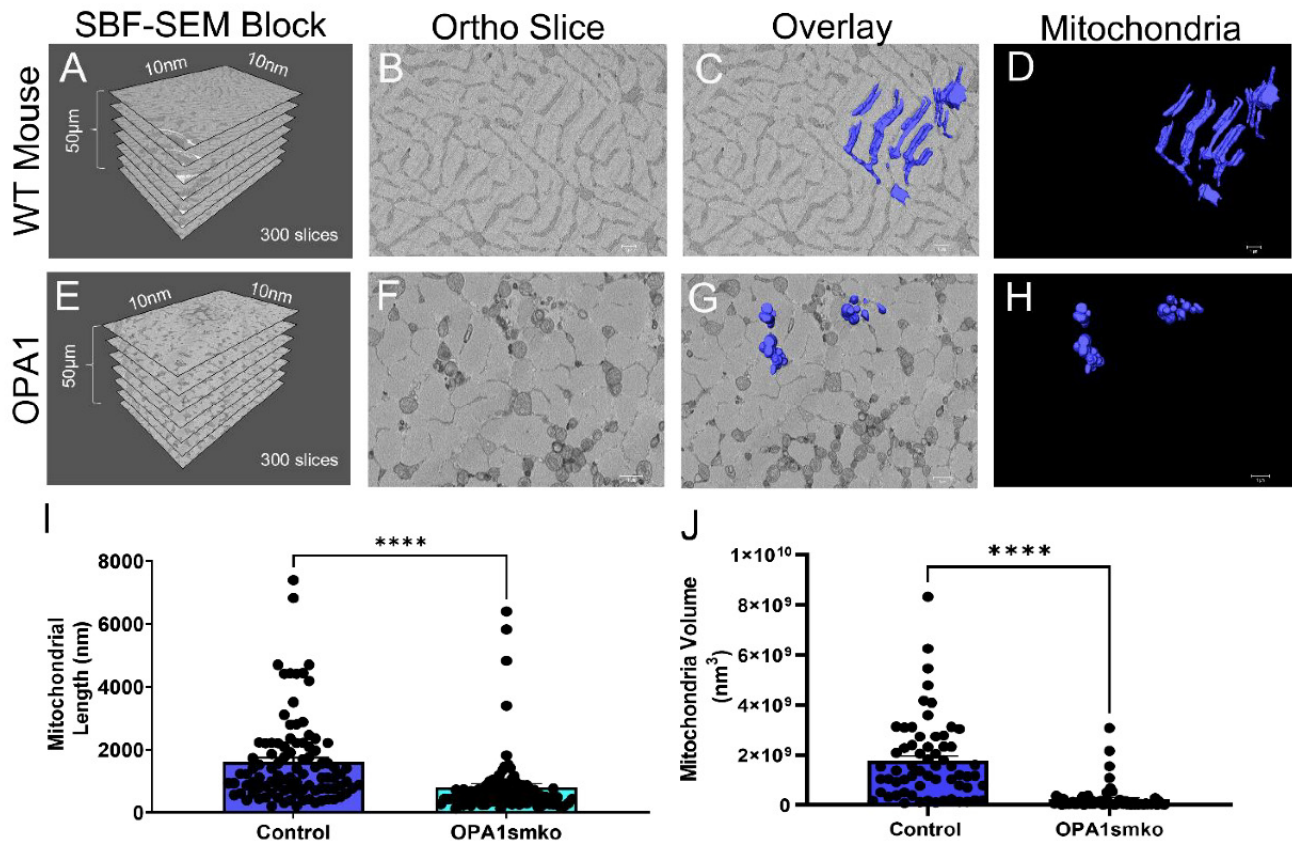 SBF-SEM Block
Ortho Slice
Overlay
Mitochondria
WT Mouse
A
10nm
10nm
50µm
300 slices
B
C
D
OPA1
E
10nm
10nm
50µm
300 slices
F
G
H
I
****
8000
6000
4000
2000
0
Mitochondrial
Length (nm)
Control
OPA1smko
J
****
1×10¹⁰
8×10⁹
6×10⁹
4×10⁹
2×10⁹
0
Mitochondria Volume
(nm³)
Control
OPA1smko